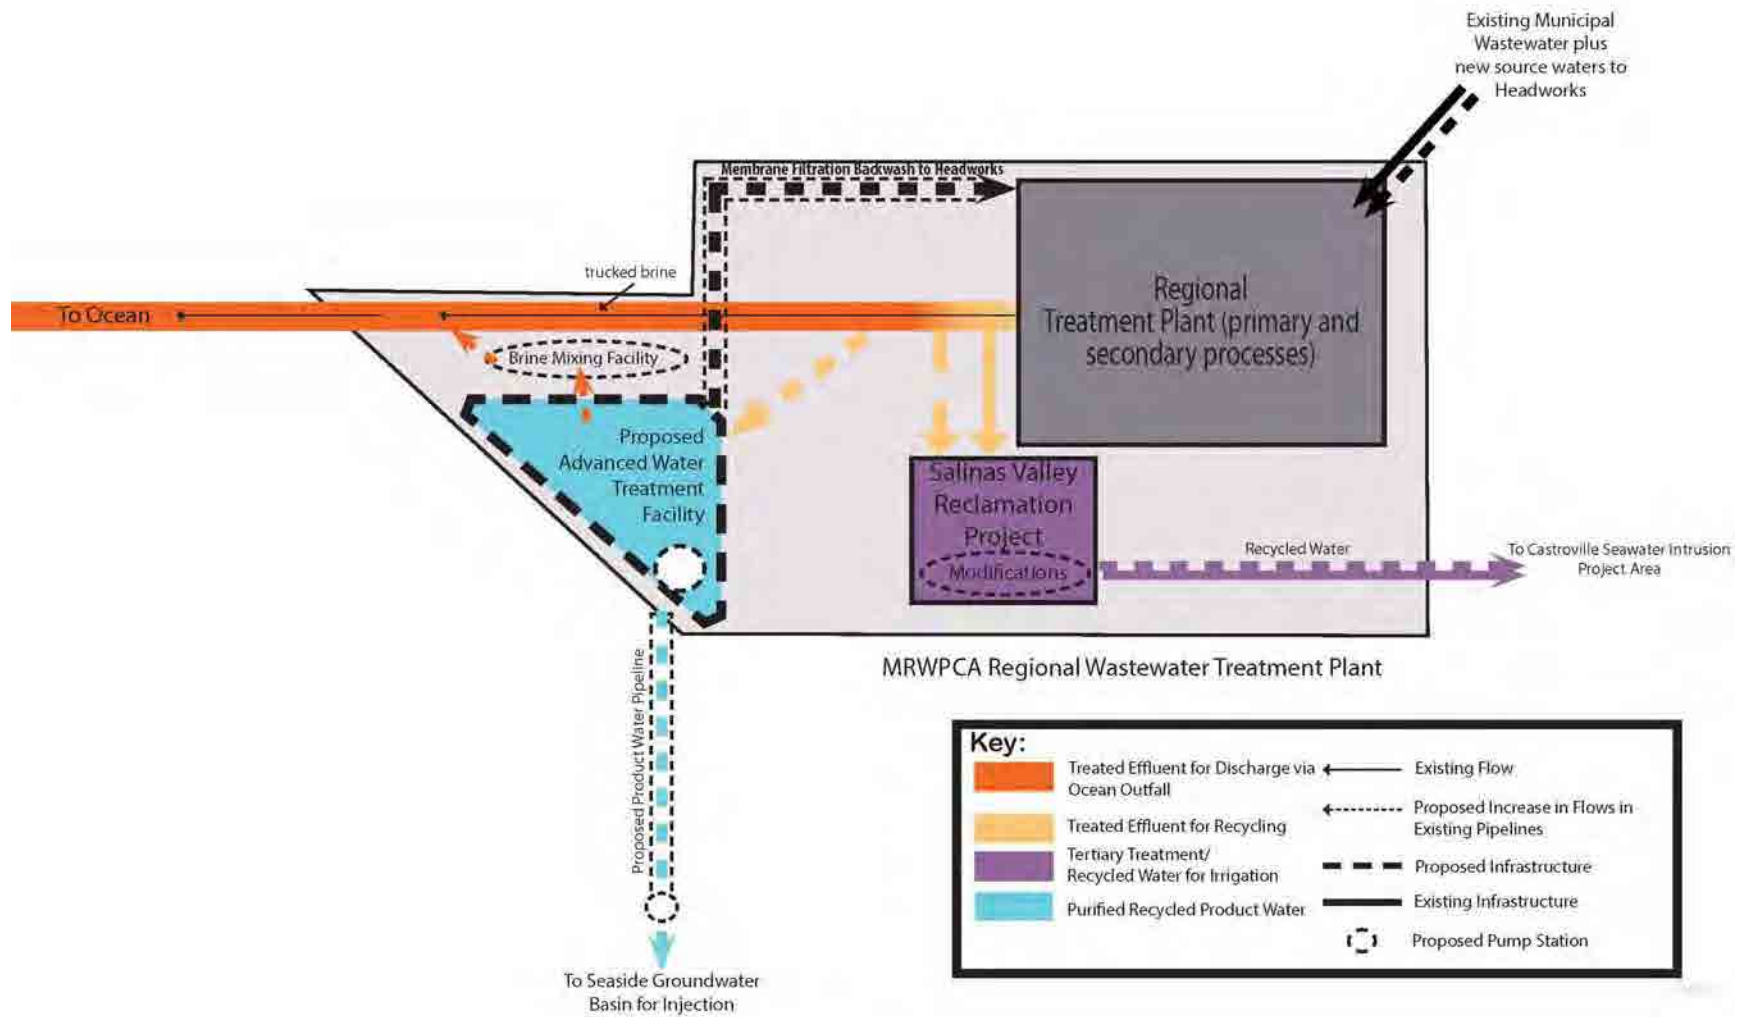 Existing Municipal
Wastewater plus
new source waters to
Headworks
Membrane Filtration Backwash to Headworks
trucked brine
To Ocean
Brine Mixing Facility
Regional
Treatment Plant (primary and
secondary processes)
Proposed
Advanced Water
Treatment
Facility
Salinas Valley
Reclamation
Project
Modifications
Recycled Water
To Castroville Seawater Intrusion
Project Area
Proposed Product Water Pipeline
MRWPCA Regional Wastewater Treatment Plant
To Seaside Groundwater
Basin for Injection
Key:
Treated Effluent for Discharge via
Ocean Outfall
Treated Effluent for Recycling
Tertiary Treatment/
Recycled Water for Irrigation
Purified Recycled Product Water
Existing Flow
Proposed Increase in Flows in
Existing Pipelines
Proposed Infrastructure
Existing Infrastructure
Proposed Pump Station